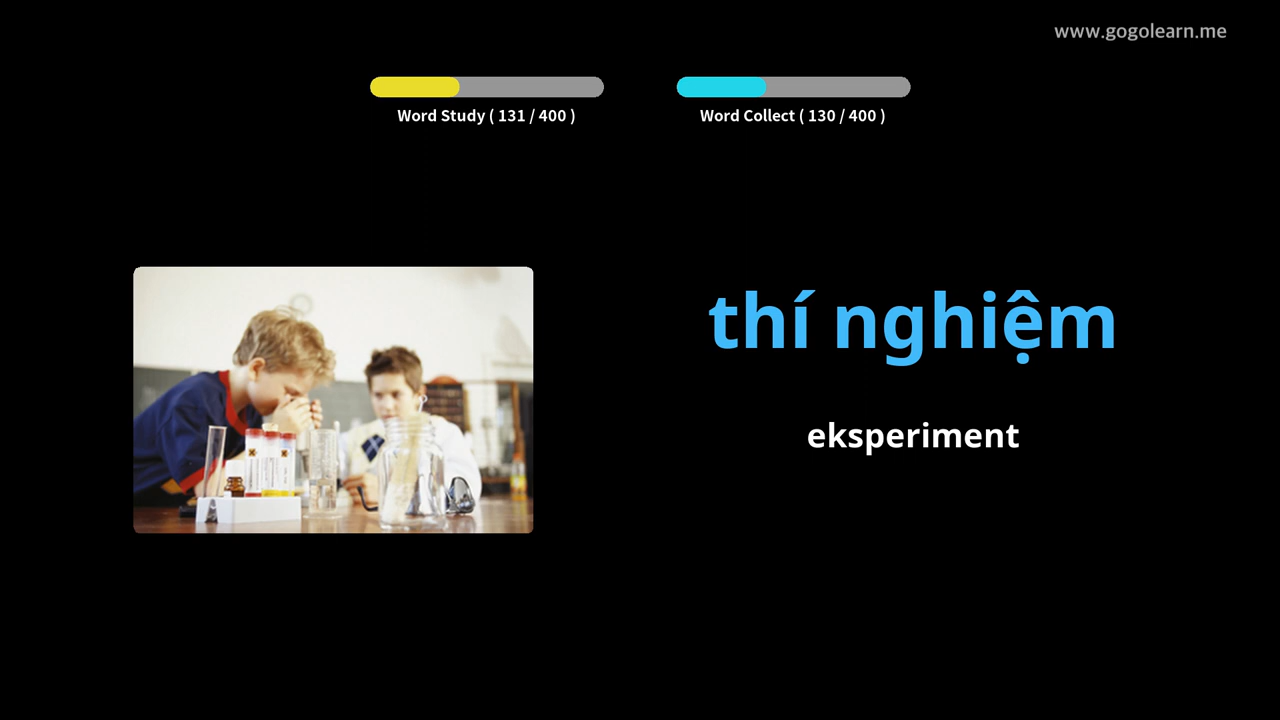 www.gogolearn.me
Word Study ( 131 / 400 )
Word Collect ( 130 / 400 )
thí nghiệm
eksperiment